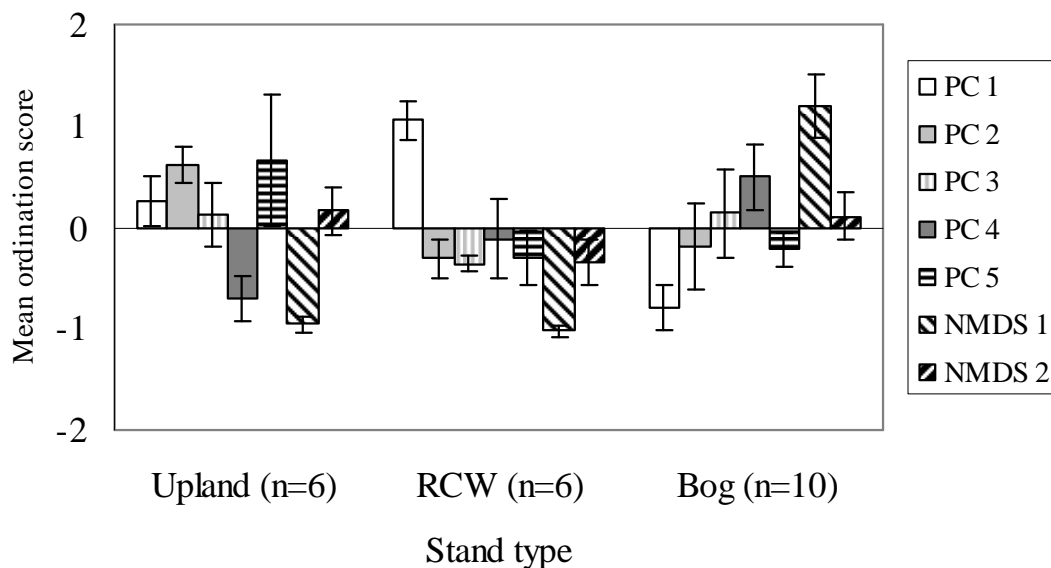 2
1
0
-1
-2
Mean ordination score
Upland (n=6)
RCW (n=6)
Bog (n=10)
Stand type
PC 1
PC 2
PC 3
PC 4
PC 5
NMDS 1
NMDS 2